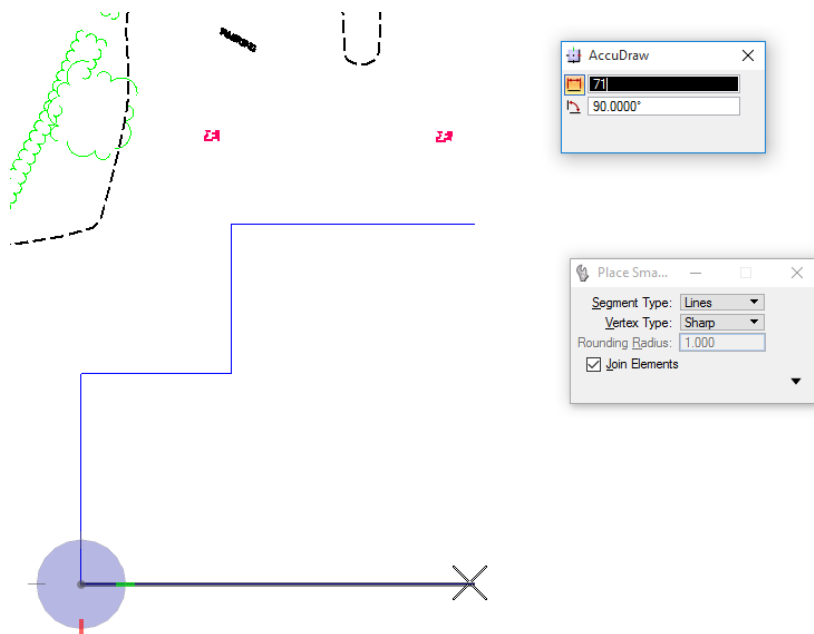 AccuDraw
71
90.0000°
Place Sma...
Segment Type: Lines
Vertex Type: Sharp
Rounding Radius: 1.000
Join Elements